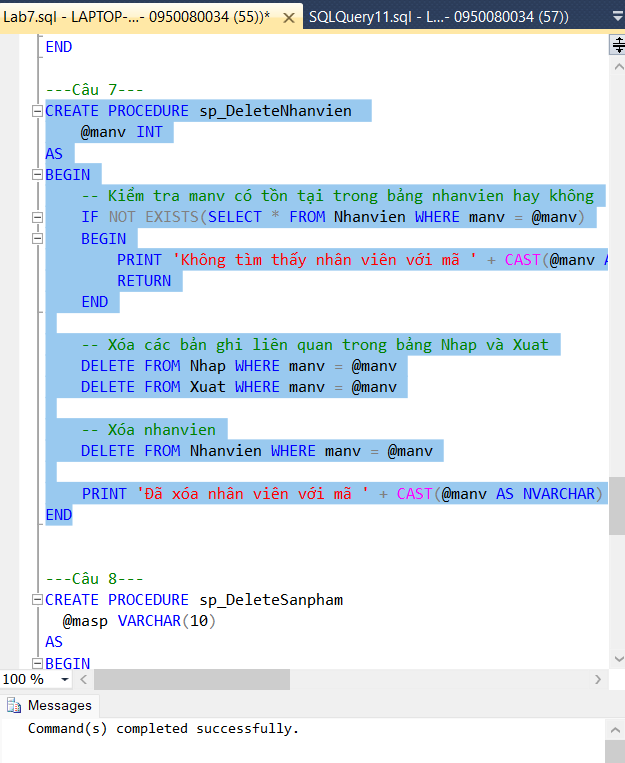 Lab7.sql - LAPTOP-...- 0950080034 (55))* SQLQuery11.sql - L...- 0950080034 (57))
END
---Câu 7---
CREATE PROCEDURE sp_DeleteNhanvien
@manv INT
AS
BEGIN
-- Kiểm tra manv có tồn tại trong bảng nhanvien hay không
IF NOT EXISTS(SELECT * FROM Nhanvien WHERE manv = @manv)
BEGIN
PRINT 'Không tìm thấy nhân viên với mã ' + CAST(@manv
RETURN
END
-- Xóa các bản ghi liên quan trong bảng Nhap và Xuat
DELETE FROM Nhap WHERE manv = @manv
DELETE FROM Xuat WHERE manv = @manv
-- Xóa nhanvien
DELETE FROM Nhanvien WHERE manv = @manv
PRINT 'Đã xóa nhân viên với mã ' + CAST(@manv AS NVARCHAR)
END
---Câu 8---
CREATE PROCEDURE sp_DeleteSanpham
@masp VARCHAR(10)
AS
BEGIN
100 %
Messages
Command(s) completed successfully.